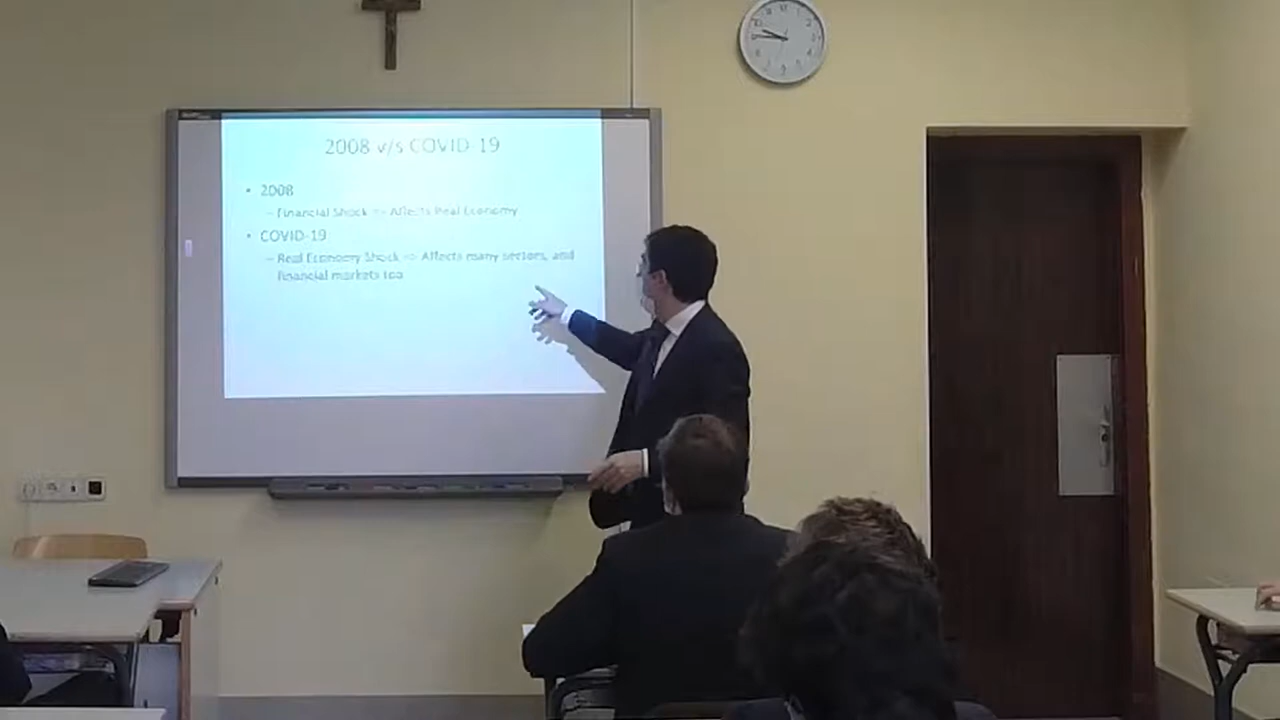 2008 v/s COVID-19
• 2008
– Financial Shock => Affects Real Economy
• COVID-19
– Real Economy Shock => Affects many sectors, and
financial markets too